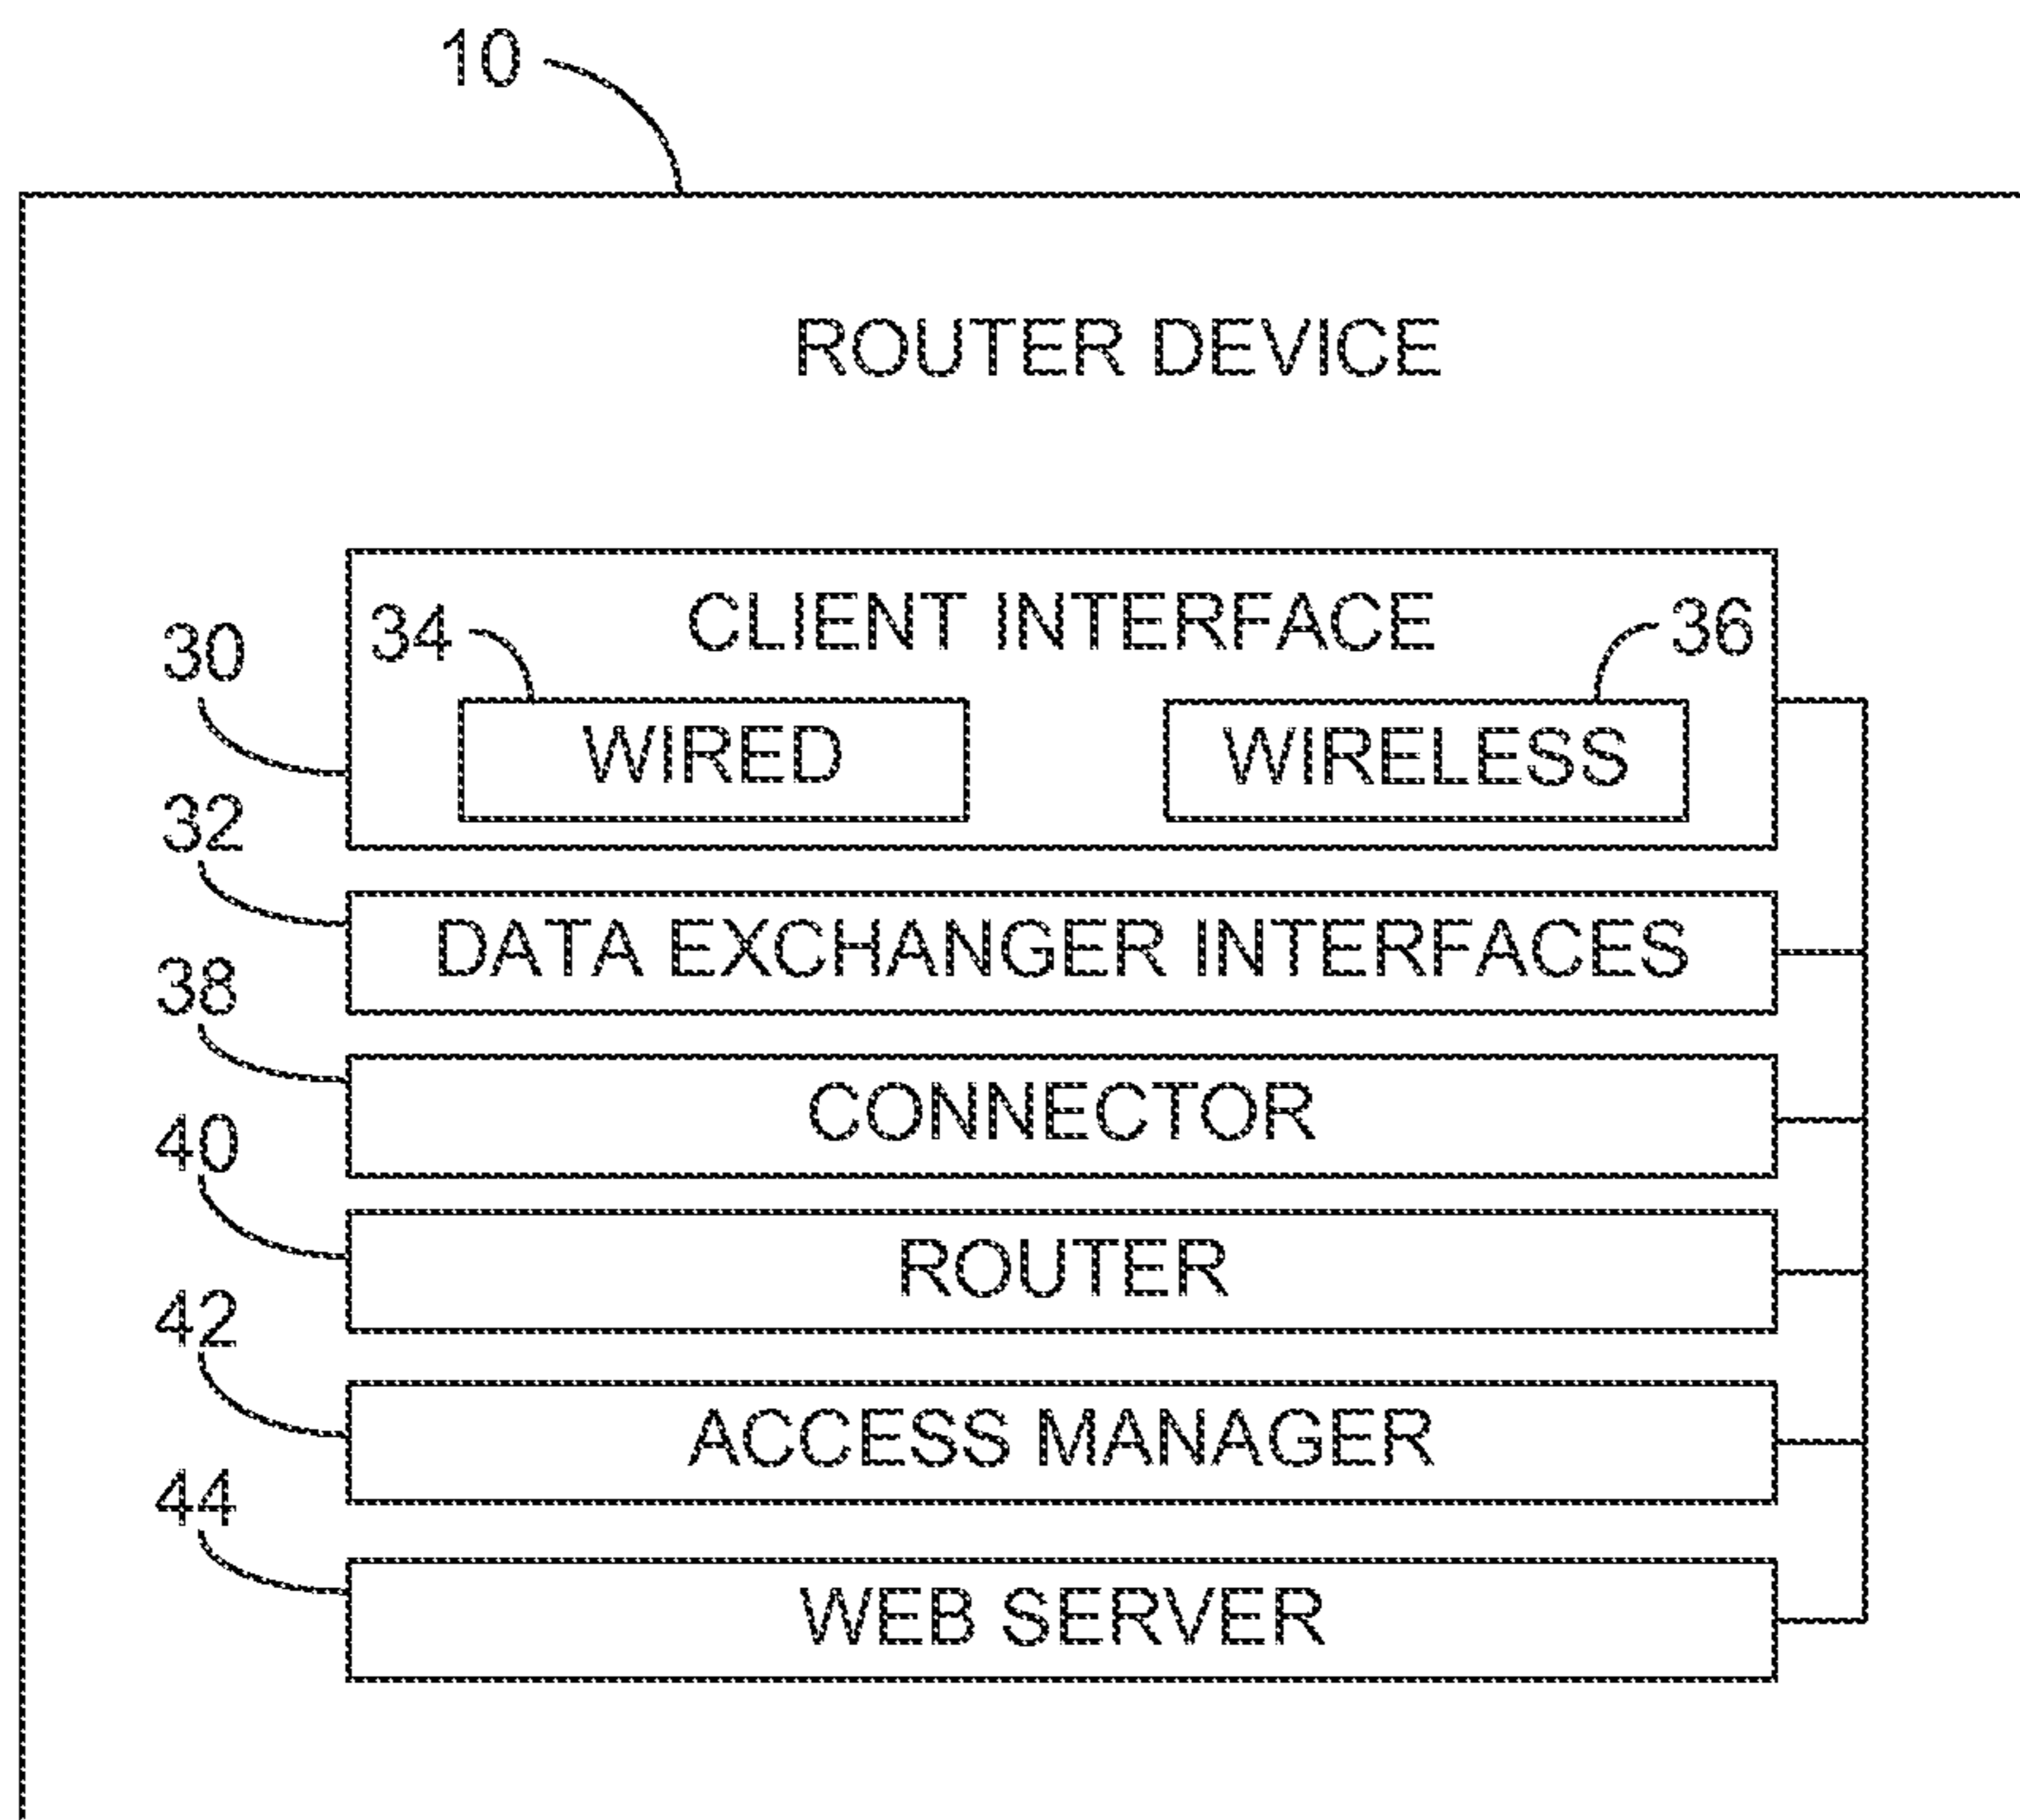 10
ROUTER DEVICE
CLIENT INTERFACE
30
34
36
WIRED
WIRELESS
32
DATA EXCHANGER INTERFACES
38
CONNECTOR
40
ROUTER
42
ACCESS MANAGER
44
WEB SERVER